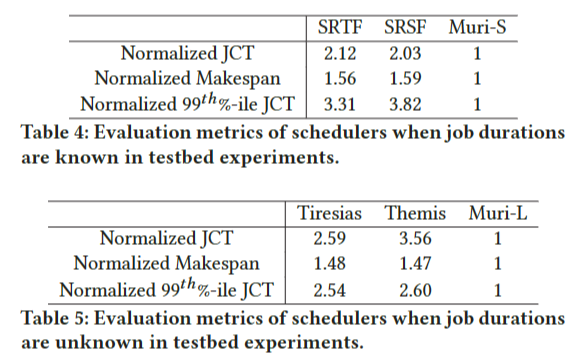 SRTF SRSF Muri-S
Normalized JCT 2.12 2.03 1
Normalized Makespan 1.56 1.59 1
Normalized 99th%-ile JCT 3.31 3.82 1
Table 4: Evaluation metrics of schedulers when job durations
are known in testbed experiments.
Tiresias Themis Muri-L
Normalized JCT 2.59 3.56 1
Normalized Makespan 1.48 1.47 1
Normalized 99th%-ile JCT 2.54 2.60 1
Table 5: Evaluation metrics of schedulers when job durations
are unknown in testbed experiments.